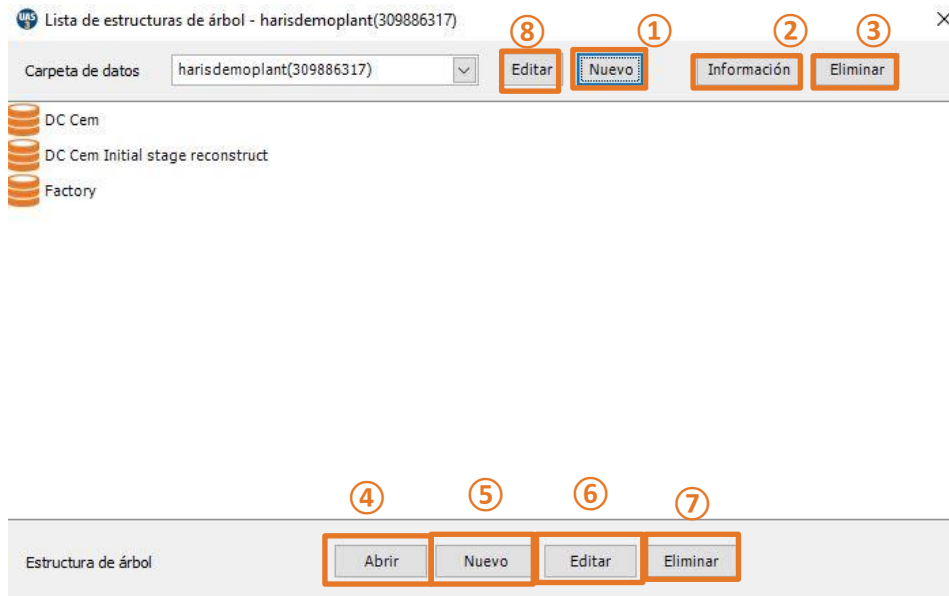 UAS
3
Lista de estructuras de árbol - harisdemoplant(309886317)
⑧ ① ② ③
Carpeta de datos harisdemoplant(309886317) Editar Nuevo Información Eliminar
DC Cem
DC Cem Initial stage reconstruct
Factory
④ ⑤ ⑥ ⑦
Estructura de árbol Abrir Nuevo Editar Eliminar